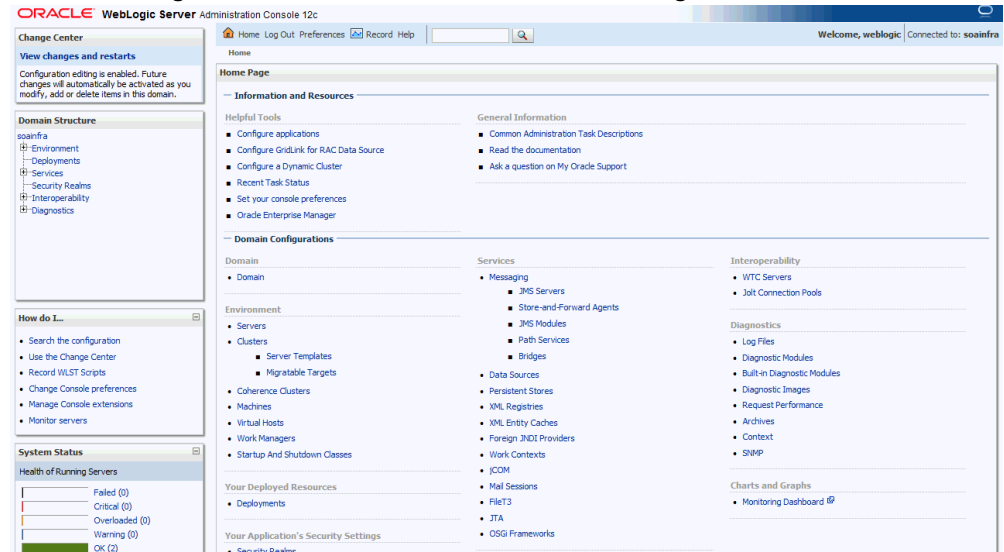 ORACLE WebLogic Server Administration Console 12c
Change Center
View changes and restarts
Configuration editing is enabled. Future
changes will automatically be activated as you
modify, add or delete items in this domain.
Domain Structure
soainfra
Environment
Deployments
Services
Security Realms
Interoperability
Diagnostics
How do I...
Search the configuration
Use the Change Center
Record WLST Scripts
Change Console preferences
Manage Console extensions
Monitor servers
System Status
Health of Running Servers
Failed (0)
Critical (0)
Overloaded (0)
Warning (0)
OK (2)
Home Log Out Preferences Record Help
Welcome, weblogic Connected to: soainfra
Home
Home Page
Information and Resources
Helpful Tools
Configure applications
Configure GridLink for RAC Data Source
Configure a Dynamic Cluster
Recent Task Status
Set your console preferences
Oracle Enterprise Manager
General Information
Common Administration Task Descriptions
Read the documentation
Ask a question on My Oracle Support
Domain Configurations
Domain
Domain
Environment
Servers
Clusters
Server Templates
Migratable Targets
Coherence Clusters
Machines
Virtual Hosts
Work Managers
Startup And Shutdown Classes
Your Deployed Resources
Deployments
Your Application's Security Settings
Security Realms
Services
Messaging
JMS Servers
Store-and-Forward Agents
JMS Modules
Path Services
Bridges
Data Sources
Persistent Stores
XML Registries
XML Entity Caches
Foreign JNDI Providers
Work Contexts
jCOM
Mail Sessions
FileT3
JTA
OSGi Frameworks
Interoperability
WTC Servers
Jolt Connection Pools
Diagnostics
Log Files
Diagnostic Modules
Built-in Diagnostic Modules
Diagnostic Images
Request Performance
Archives
Context
SNMP
Charts and Graphs
Monitoring Dashboard